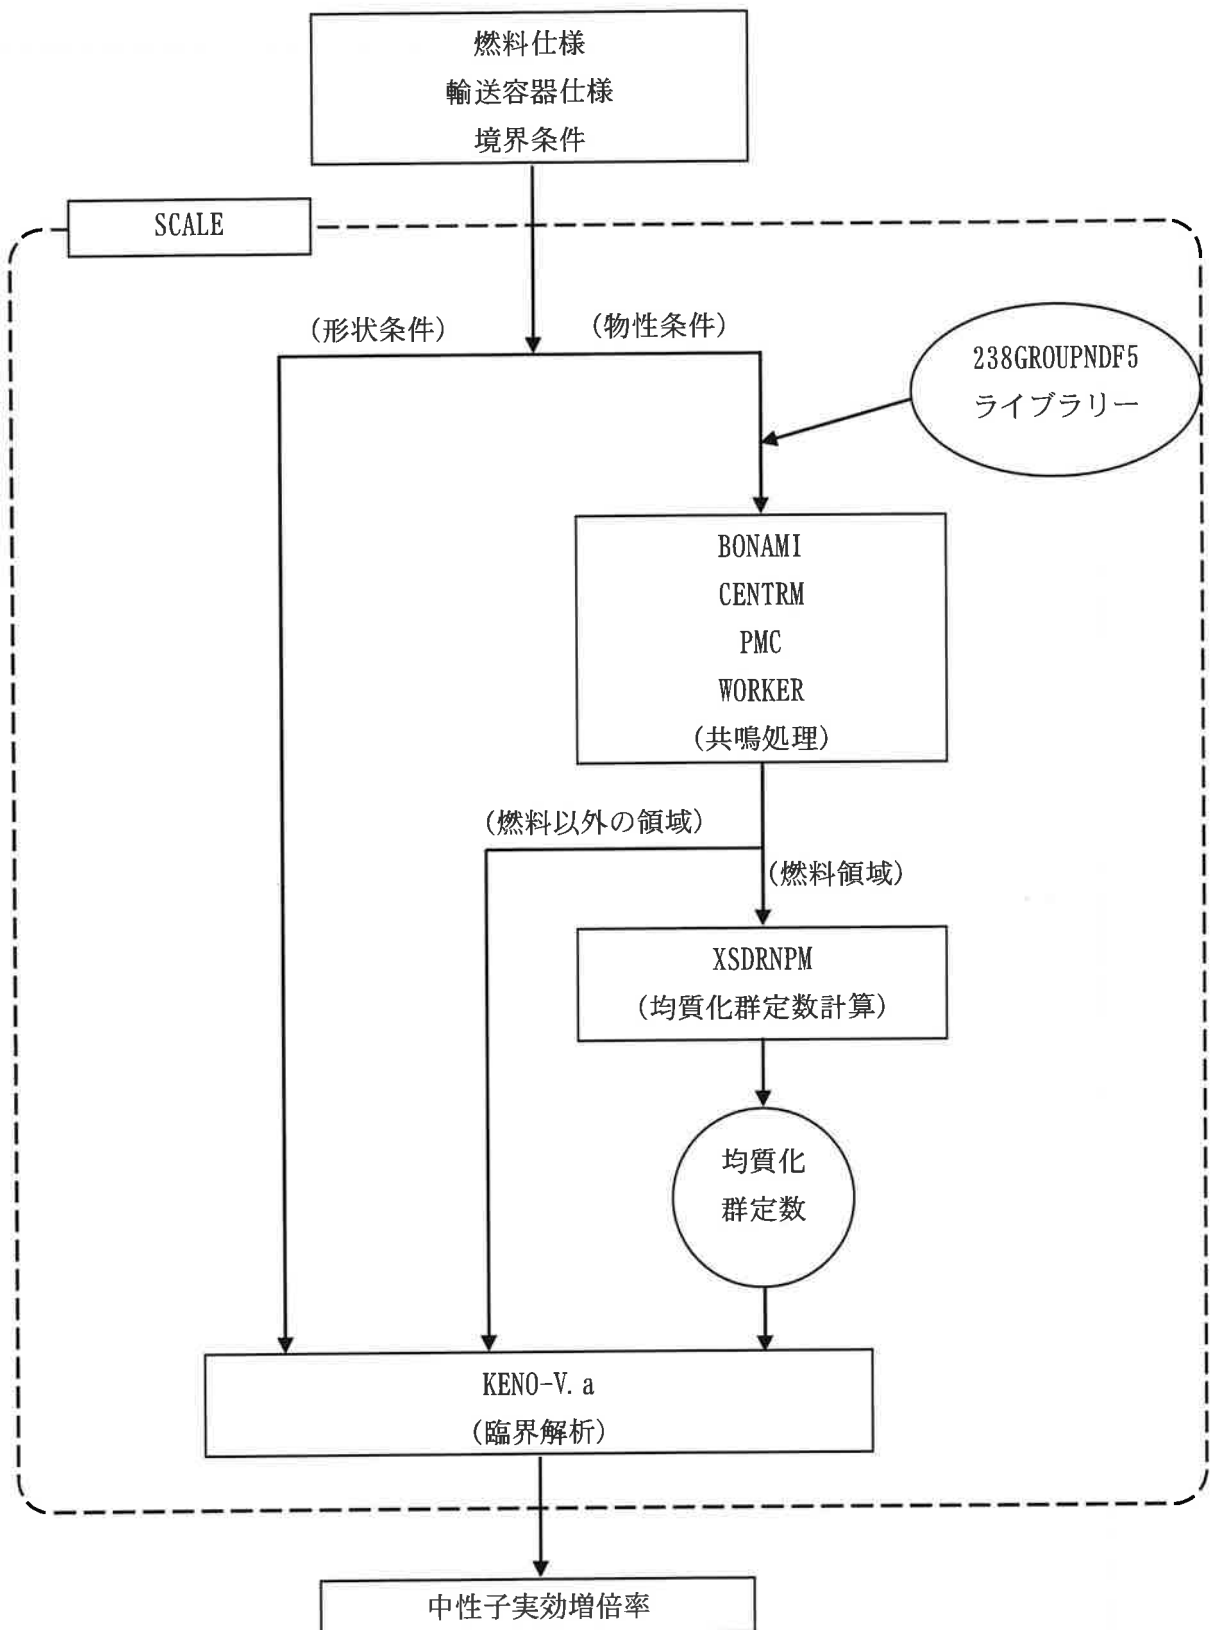 燃料仕様
輸送容器仕様
境界条件
SCALE
(形状条件)
(物性条件)
238GROUPNDF5
ライブラリー
BONAMI
CENTRM
PMC
WORKER
(共鳴処理)
(燃料以外の領域)
(燃料領域)
XSDRNPM
(均質化群定数計算)
均質化
群定数
KENO-V.a
(臨界解析)
中性子実効増倍率